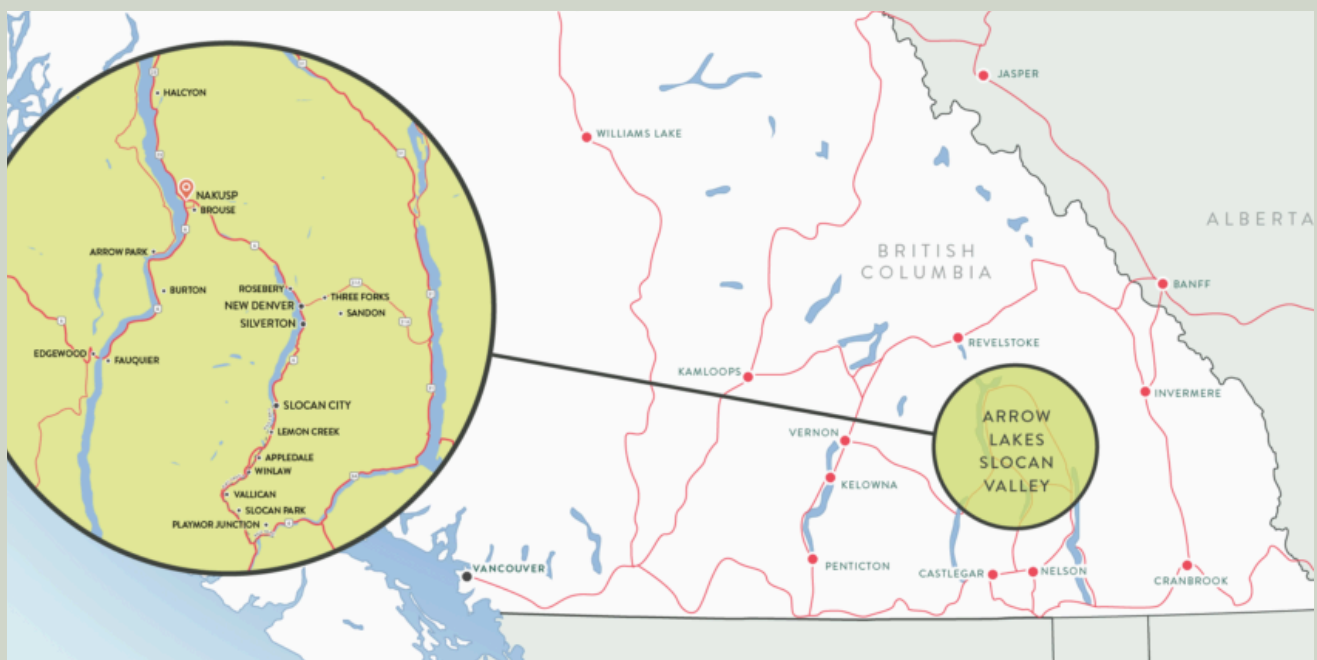 HALCYON
NAKUSP
BROUSE
ARROW PARK
BURTON
ROSEBERY
NEW DENVER
THREE FORKS
SANDON
SILVERTON
EDGEWOOD
FAUQUIER
SLOCAN CITY
LEMON CREEK
APPLEDALE
WINLAW
VALLICAN
SLOCAN PARK
PLAYMOR JUNCTION
JASPER
WILLIAMS LAKE
ALBERTA
BRITISH
COLUMBIA
BANFF
REVELSTOKE
KAMLOOPS
INVERMERE
ARROW
LAKES
SLOCAN
VALLEY
VERNON
KELOWNA
PENTICTON
VANCOUVER
CASTLEGAR
NELSON
CRANBROOK